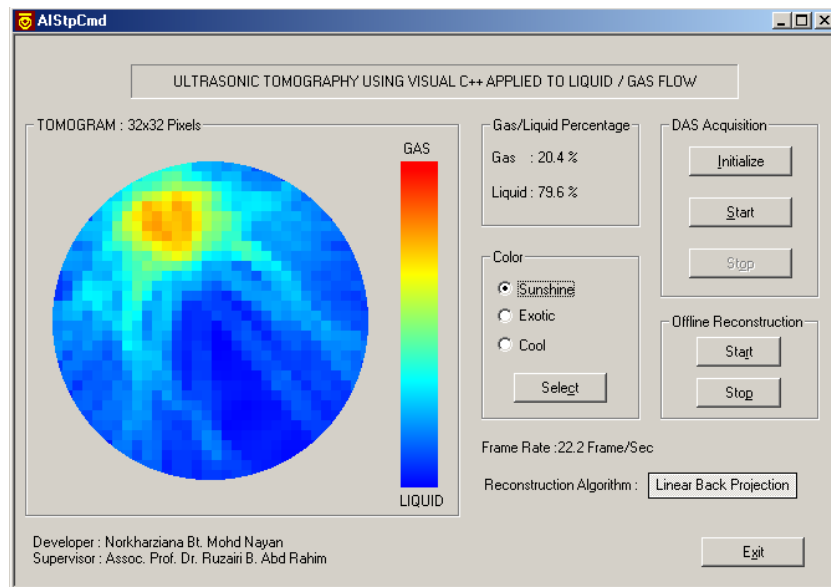 AlStpCmd
ULTRASONIC TOMOGRAPHY USING VISUAL C++ APPLIED TO LIQUID / GAS FLOW
TOMOGRAM : 32x32 Pixels
GAS
LIQUID
Gas/Liquid Percentage
Gas : 20.4 %
Liquid : 79.6 %
DAS Acquisition
Initialize
Start
Stop
Color
Sunshine
Exotic
Cool
Select
Offline Reconstruction
Start
Stop
Frame Rate :22.2 Frame/Sec
Reconstruction Algorithm : Linear Back Projection
Developer : Norkharziana Bt. Mohd Nayan
Supervisor : Assoc. Prof. Dr. Ruzairi B. Abd Rahim
Exit